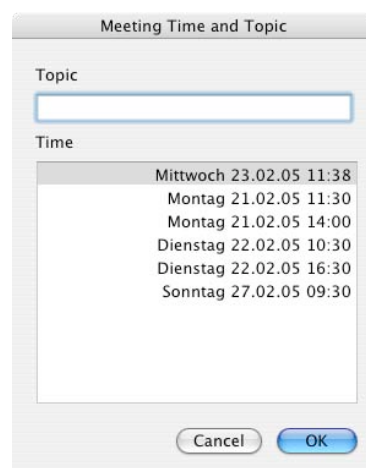 Meeting Time and Topic
Topic
Time
Mittwoch 23.02.05 11:38
Montag 21.02.05 11:30
Montag 21.02.05 14:00
Dienstag 22.02.05 10:30
Dienstag 22.02.05 16:30
Sonntag 27.02.05 09:30
Cancel OK